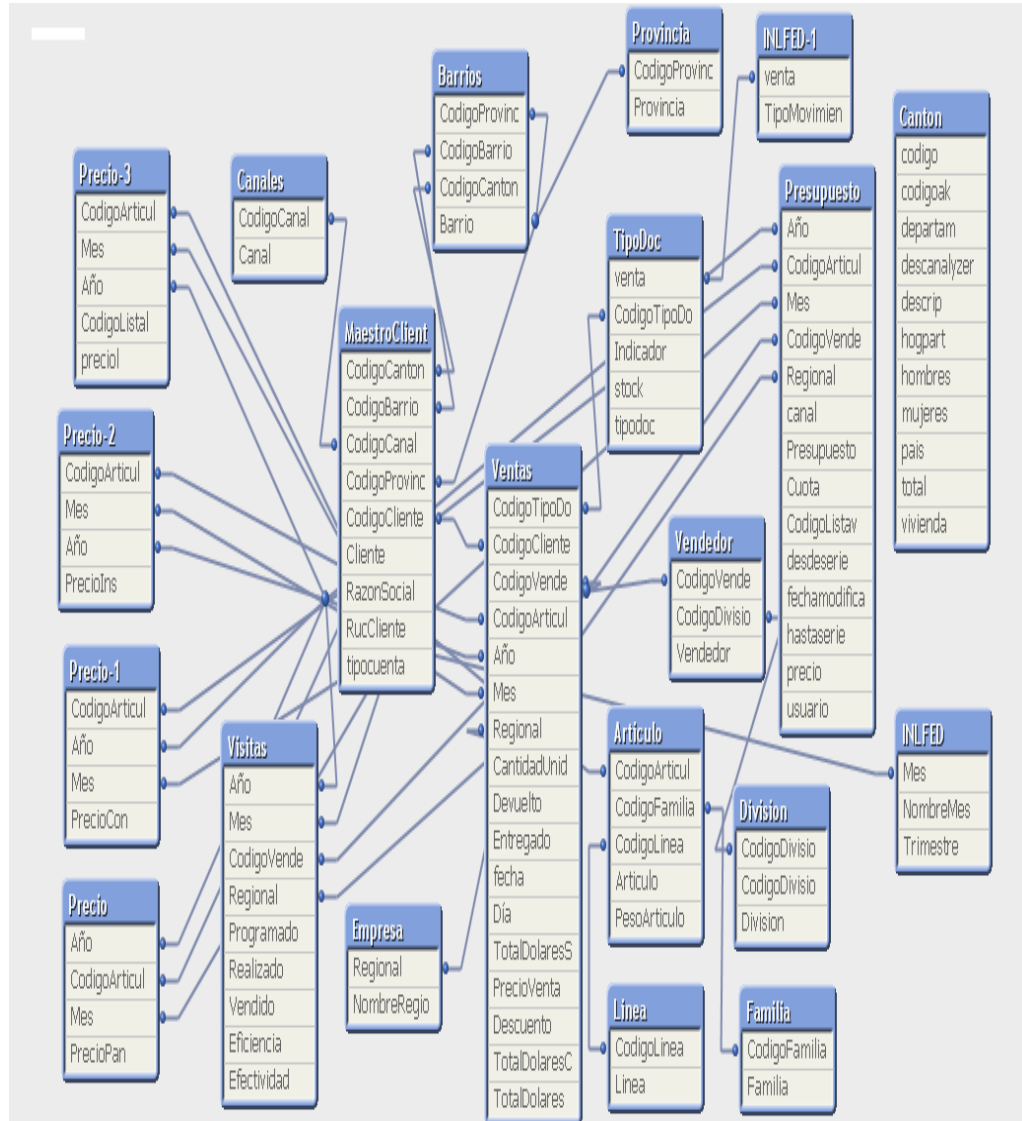 Provincia
CodigoProvinc
Provincia
INLFED-1
venta
TipoMovimien
Barrios
CodigoProvinc
CodigoBarrio
CodigoCanton
Barrio
Canton
codigo
codigoak
departam
descanalyzer
descrip
hogpart
hombres
mujeres
pais
total
vivienda
Precio-3
CodigoArticul
Mes
Año
CodigoListal
preciol
Canales
CodigoCanal
Canal
Presupuesto
Año
CodigoArticul
Mes
CodigoVende
Regional
canal
Presupuesto
Cuota
CodigoListav
desdeserie
fechamodifica
hastaserie
precio
usuario
TipoDoc
venta
CodigoTipoDo
Indicador
stock
tipodoc
MaestroClient
CodigoCanton
CodigoBarrio
CodigoCanal
CodigoProvinc
CodigoCliente
Cliente
RazonSocial
RucCliente
tipocuenta
Precio-2
CodigoArticul
Mes
Año
PrecioIns
Ventas
CodigoTipoDo
CodigoCliente
CodigoVende
CodigoArticul
Año
Mes
Regional
CantidadUnid
Devuelto
Entregado
fecha
Día
TotalDolaresS
PrecioVenta
Descuento
TotalDolaresC
TotalDolares
Vendedor
CodigoVende
CodigoDivisio
Vendedor
Precio-1
CodigoArticul
Año
Mes
PrecioCon
Visitas
Año
Mes
CodigoVende
Regional
Programado
Realizado
Vendido
Eficiencia
Efectividad
Articulo
CodigoArticul
CodigoFamilia
CodigoLinea
Articulo
PesoArticulo
INLFED
Mes
NombreMes
Trimestre
Division
CodigoDivisio
CodigoDivisio
Division
Precio
Año
CodigoArticul
Mes
PrecioPan
Empresa
Regional
NombreRegio
Linea
CodigoLinea
Linea
Familia
CodigoFamilia
Familia